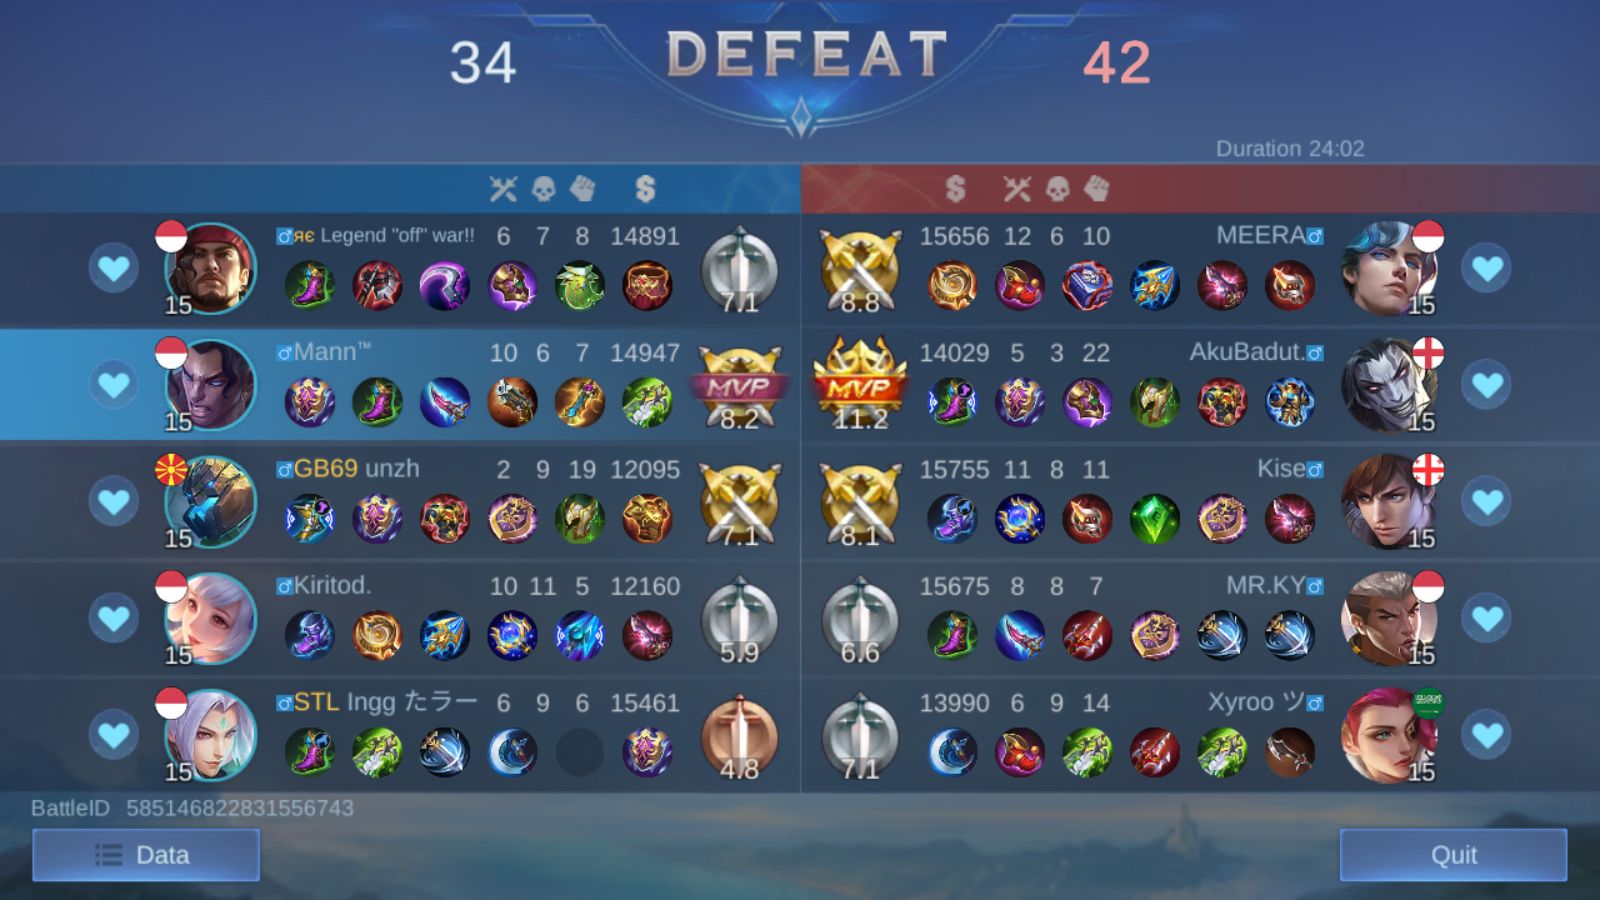 34 DEFEAT 42
Duration 24:02
яє Legend "off" war!! 6 7 8 14891
15 7.1
15656 12 6 10 MEERA
8.8 15
Mann™ 10 6 7 14947
15 MVP 8.2
14029 5 3 22 AkuBadut.
MVP 11.2 15
GB69 unzh 2 9 19 12095
15 7.1
15755 11 8 11 Kise
8.1 15
Kiritod. 10 11 5 12160
15 5.9
15675 8 8 7 MR.KY
6.6 15
STL Ingg たラー 6 9 6 15461
15 4.8
13990 6 9 14 Xyroo ツ
7.1 15
BattleID 585146822831556743
Data Quit